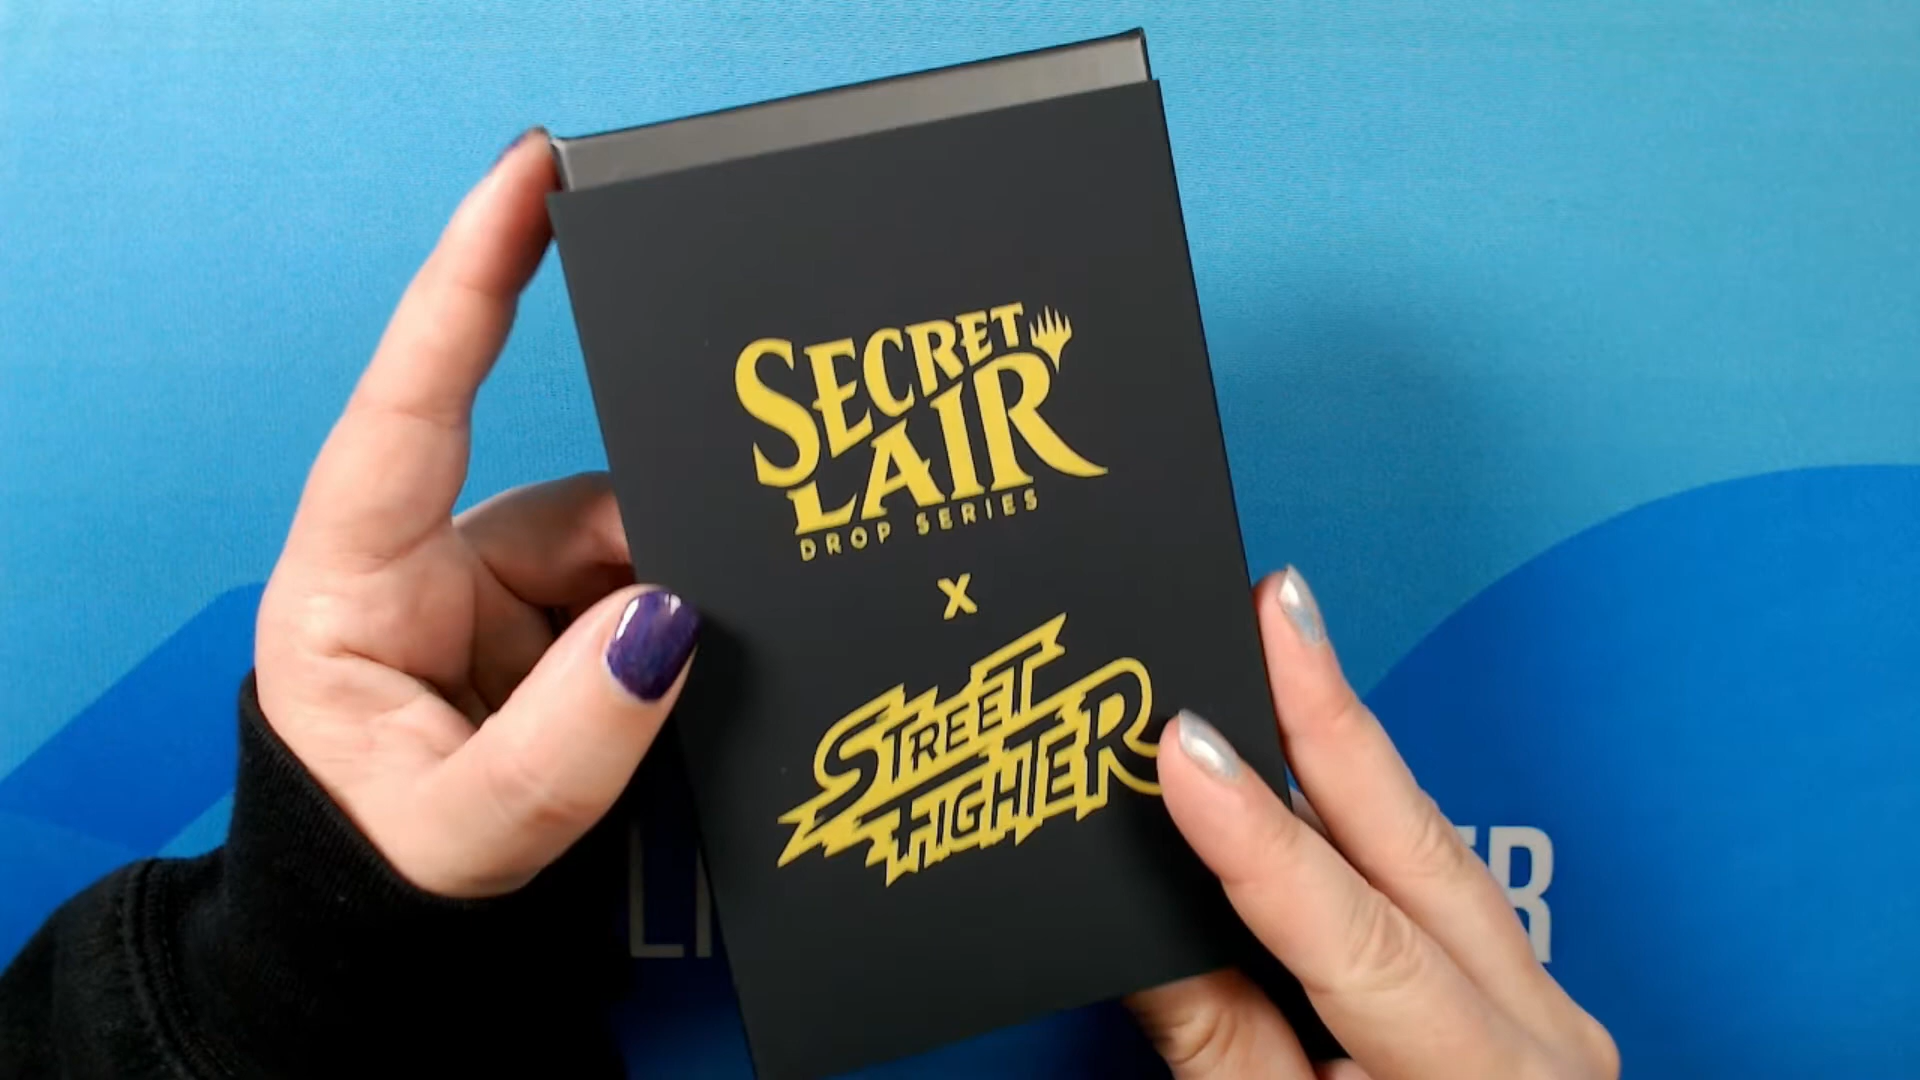 SECRET
LAIR
DROP SERIES
X
STREET
FIGHTER